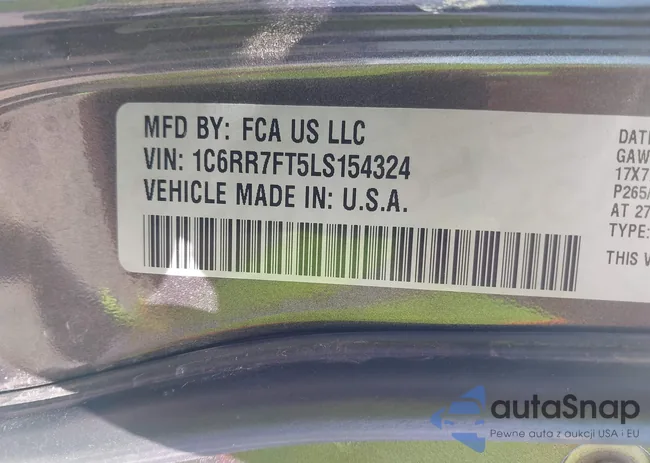 MFD BY: FCA US LLC
VIN: 1C6RR7FT5LS154324
VEHICLE MADE IN: U.S.A.
DATE
GAW
17X7
P265/
AT 27
TYPE:
THIS V
autaSnap
Pewne auta z aukcji USA - EU